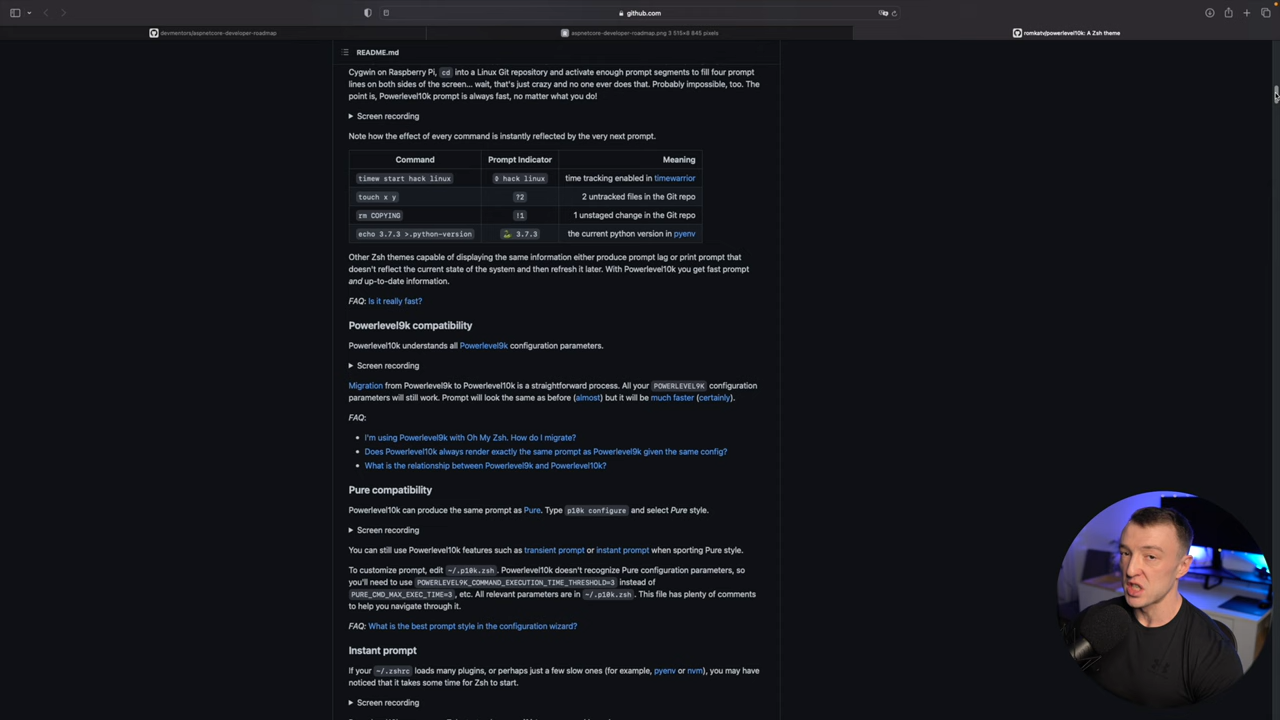 github.com
devmentors/aspnetcore-developer-roadmap
aspnetcore-developer-roadmap.png 3 515×8 645 pixels
romkatv/powerlevel10k: A Zsh theme
README.md
Cygwin on Raspberry Pi, cd into a Linux Git repository and activate enough prompt segments to fill four prompt
lines on both sides of the screen... wait, that's just crazy and no one ever does that. Probably impossible, too. The
point is, Powerlevel10k prompt is always fast, no matter what you do!
Screen recording
Note how the effect of every command is instantly reflected by the very next prompt.
Command Prompt Indicator Meaning
timew start hack linux hack linux time tracking enabled in timewarrior
touch x y ?2 2 untracked files in the Git repo
rm COPYING !1 1 unstaged change in the Git repo
echo 3.7.3 >.python-version 🐍 3.7.3 the current python version in pyenv
Other Zsh themes capable of displaying the same information either produce prompt lag or print prompt that
doesn't reflect the current state of the system and then refresh it later. With Powerlevel10k you get fast prompt
and up-to-date information.
FAQ: Is it really fast?
Powerlevel9k compatibility
Powerlevel10k understands all Powerlevel9k configuration parameters.
Screen recording
Migration from Powerlevel9k to Powerlevel10k is a straightforward process. All your POWERLEVEL9K configuration
parameters will still work. Prompt will look the same as before (almost) but it will be much faster (certainly).
FAQ:
• I'm using Powerlevel9k with Oh My Zsh. How do I migrate?
• Does Powerlevel10k always render exactly the same prompt as Powerlevel9k given the same config?
• What is the relationship between Powerlevel9k and Powerlevel10k?
Pure compatibility
Powerlevel10k can produce the same prompt as Pure. Type p10k configure and select Pure style.
Screen recording
You can still use Powerlevel10k features such as transient prompt or instant prompt when sporting Pure style.
To customize prompt, edit ~/.p10k.zsh. Powerlevel10k doesn't recognize Pure configuration parameters, so
you'll need to use POWERLEVEL9K_COMMAND_EXECUTION_TIME_THRESHOLD=3 instead of
PURE_CMD_MAX_EXEC_TIME=3, etc. All relevant parameters are in ~/.p10k.zsh. This file has plenty of comments
to help you navigate through it.
FAQ: What is the best prompt style in the configuration wizard?
Instant prompt
If your ~/.zshrc loads many plugins, or perhaps just a few slow ones (for example, pyenv or nvm), you may have
noticed that it takes some time for Zsh to start.
Screen recording